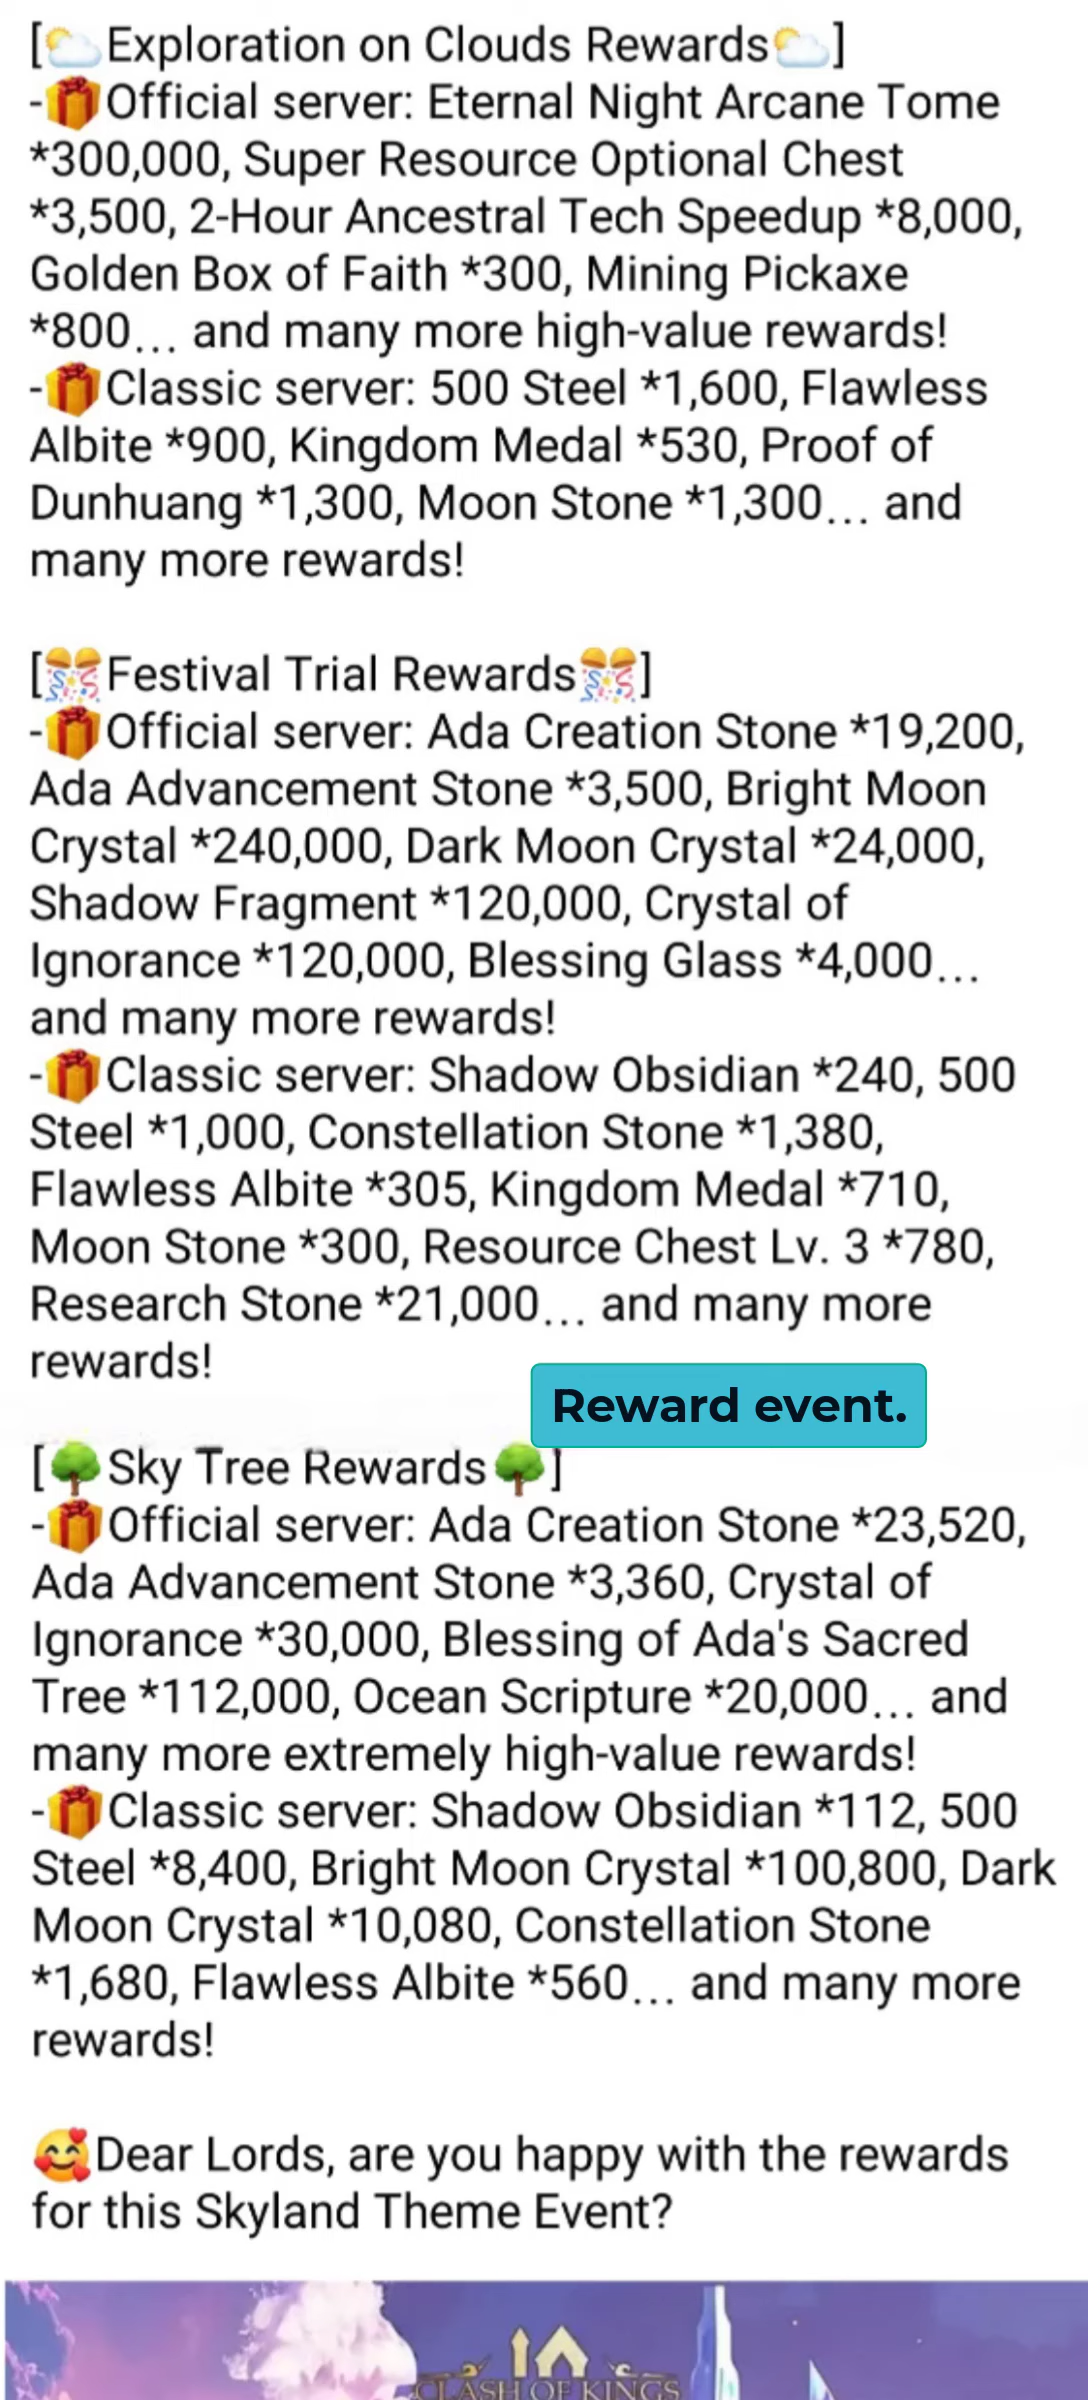 [⛅Exploration on Clouds Rewards⛅]
-🎁Official server: Eternal Night Arcane Tome
*300,000, Super Resource Optional Chest
*3,500, 2-Hour Ancestral Tech Speedup *8,000,
Golden Box of Faith *300, Mining Pickaxe
*800… and many more high-value rewards!
-🎁Classic server: 500 Steel *1,600, Flawless
Albite *900, Kingdom Medal *530, Proof of
Dunhuang *1,300, Moon Stone *1,300… and
many more rewards!
[🎊Festival Trial Rewards🎊]
-🎁Official server: Ada Creation Stone *19,200,
Ada Advancement Stone *3,500, Bright Moon
Crystal *240,000, Dark Moon Crystal *24,000,
Shadow Fragment *120,000, Crystal of
Ignorance *120,000, Blessing Glass *4,000…
and many more rewards!
-🎁Classic server: Shadow Obsidian *240, 500
Steel *1,000, Constellation Stone *1,380,
Flawless Albite *305, Kingdom Medal *710,
Moon Stone *300, Resource Chest Lv. 3 *780,
Research Stone *21,000… and many more
rewards!
Reward event.
[🌳Sky Tree Rewards🌳]
-🎁Official server: Ada Creation Stone *23,520,
Ada Advancement Stone *3,360, Crystal of
Ignorance *30,000, Blessing of Ada's Sacred
Tree *112,000, Ocean Scripture *20,000… and
many more extremely high-value rewards!
-🎁Classic server: Shadow Obsidian *112, 500
Steel *8,400, Bright Moon Crystal *100,800, Dark
Moon Crystal *10,080, Constellation Stone
*1,680, Flawless Albite *560… and many more
rewards!
🥰Dear Lords, are you happy with the rewards
for this Skyland Theme Event?
CLASH OF KINGS